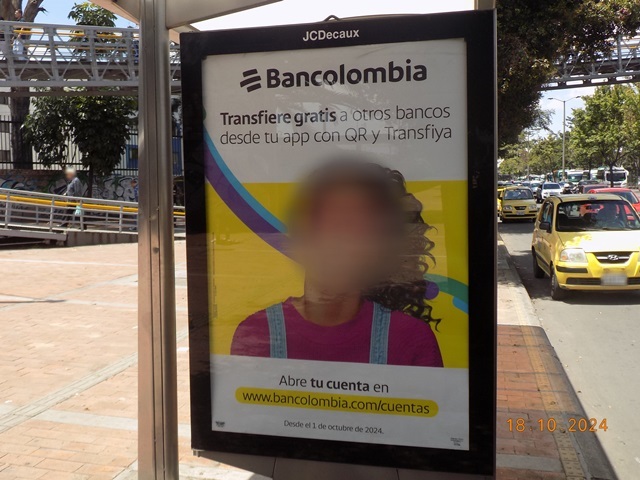 JCDecaux
Bancolombia
Transfiere gratis a otros bancos
desde tu app con QR y Transfiya
Abre tu cuenta en
www.bancolombia.com/cuentas
Desde el 1 de octubre de 2024.
18.10.2024